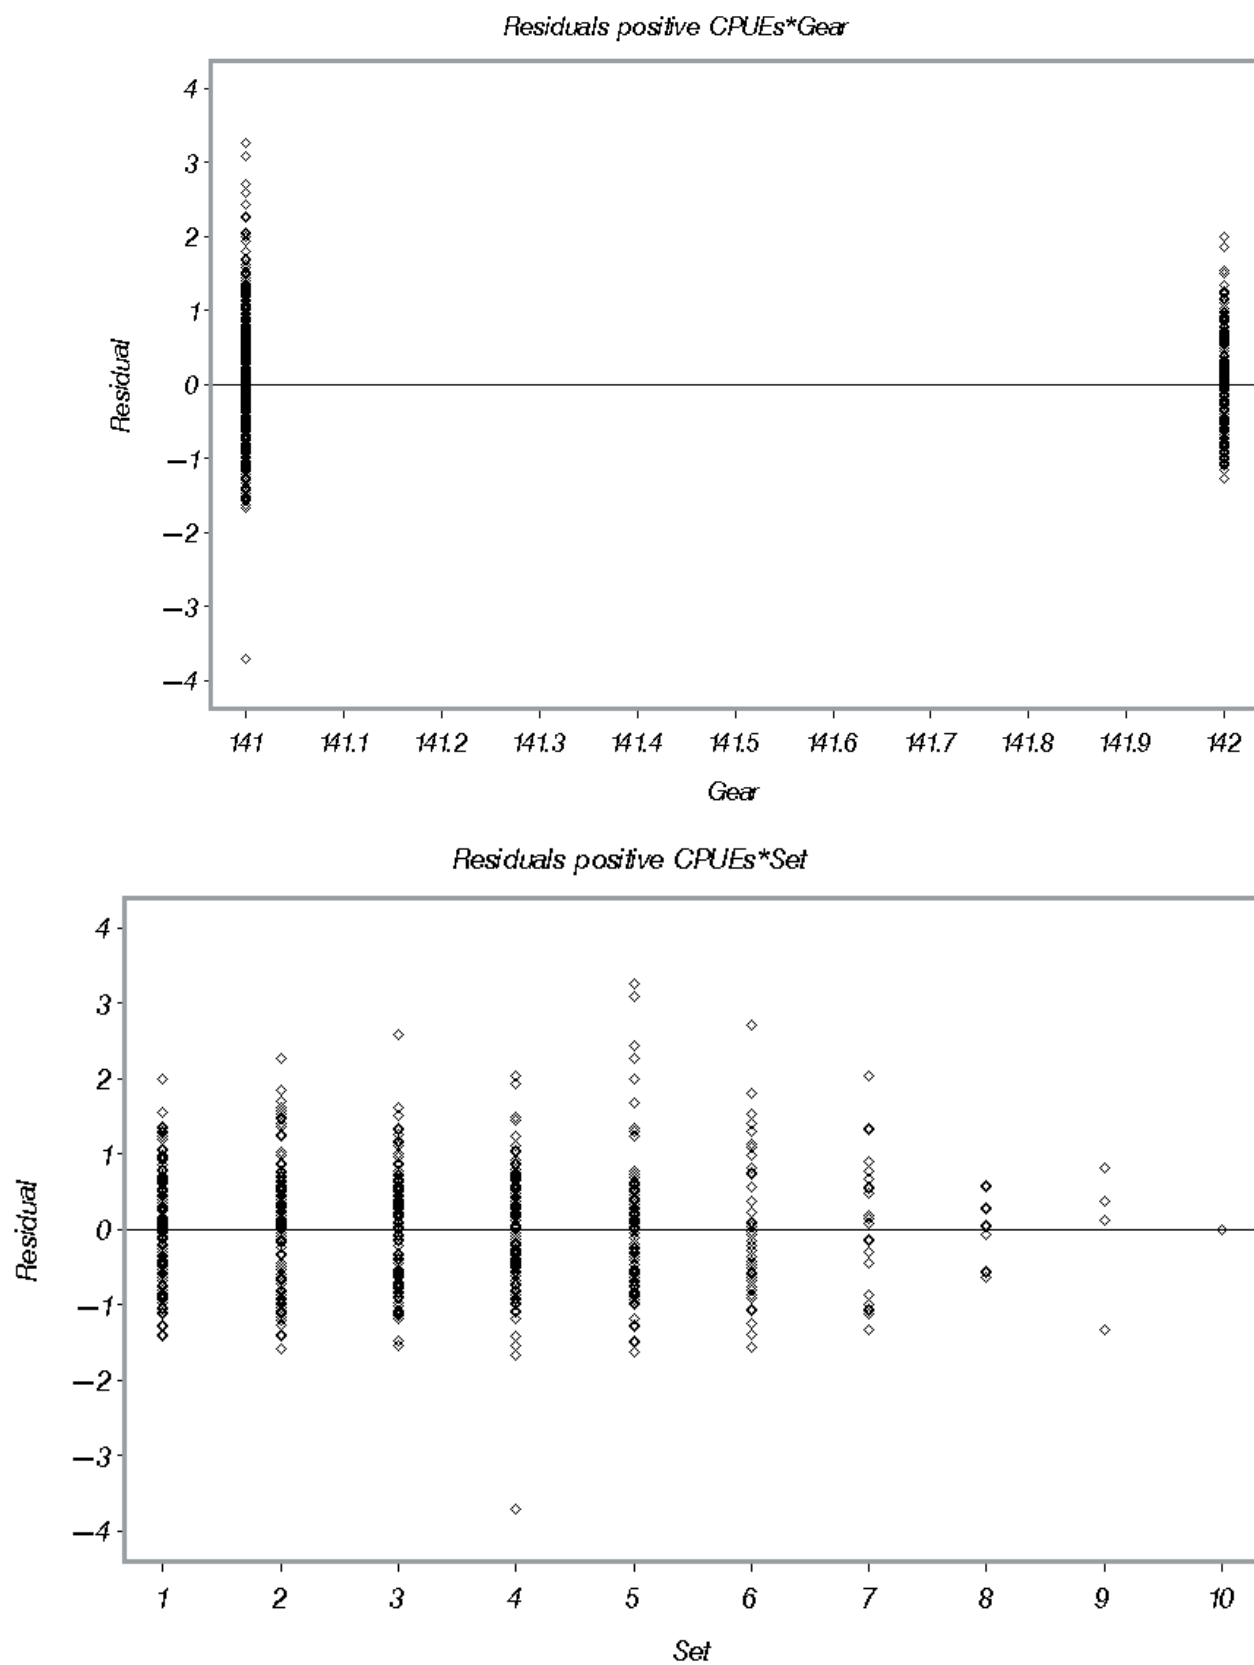 Residuals positive CPUEs*Gear
4
3
2
1
0
−1
−2
−3
−4
Residual
141 141.1 141.2 141.3 141.4 141.5 141.6 141.7 141.8 141.9 142
Gear
Residuals positive CPUEs*Set
4
3
2
1
0
−1
−2
−3
−4
Residual
1 2 3 4 5 6 7 8 9 10
Set